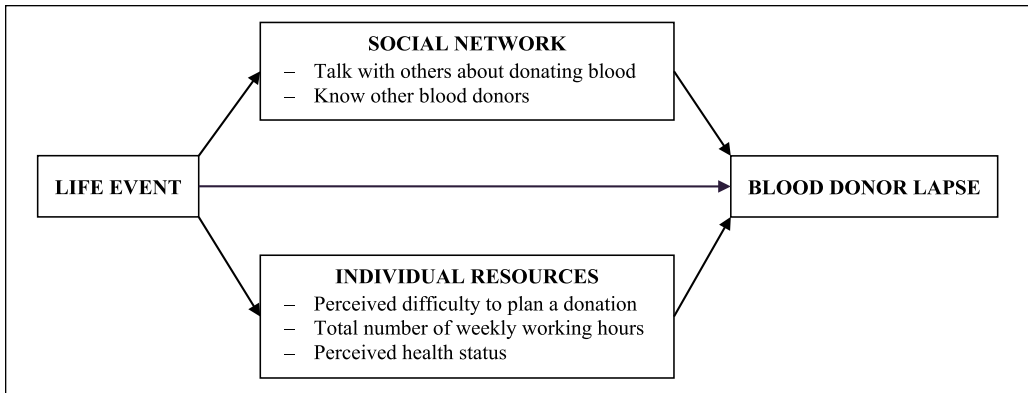 SOCIAL NETWORK
– Talk with others about donating blood
– Know other blood donors
LIFE EVENT
BLOOD DONOR LAPSE
INDIVIDUAL RESOURCES
– Perceived difficulty to plan a donation
– Total number of weekly working hours
– Perceived health status